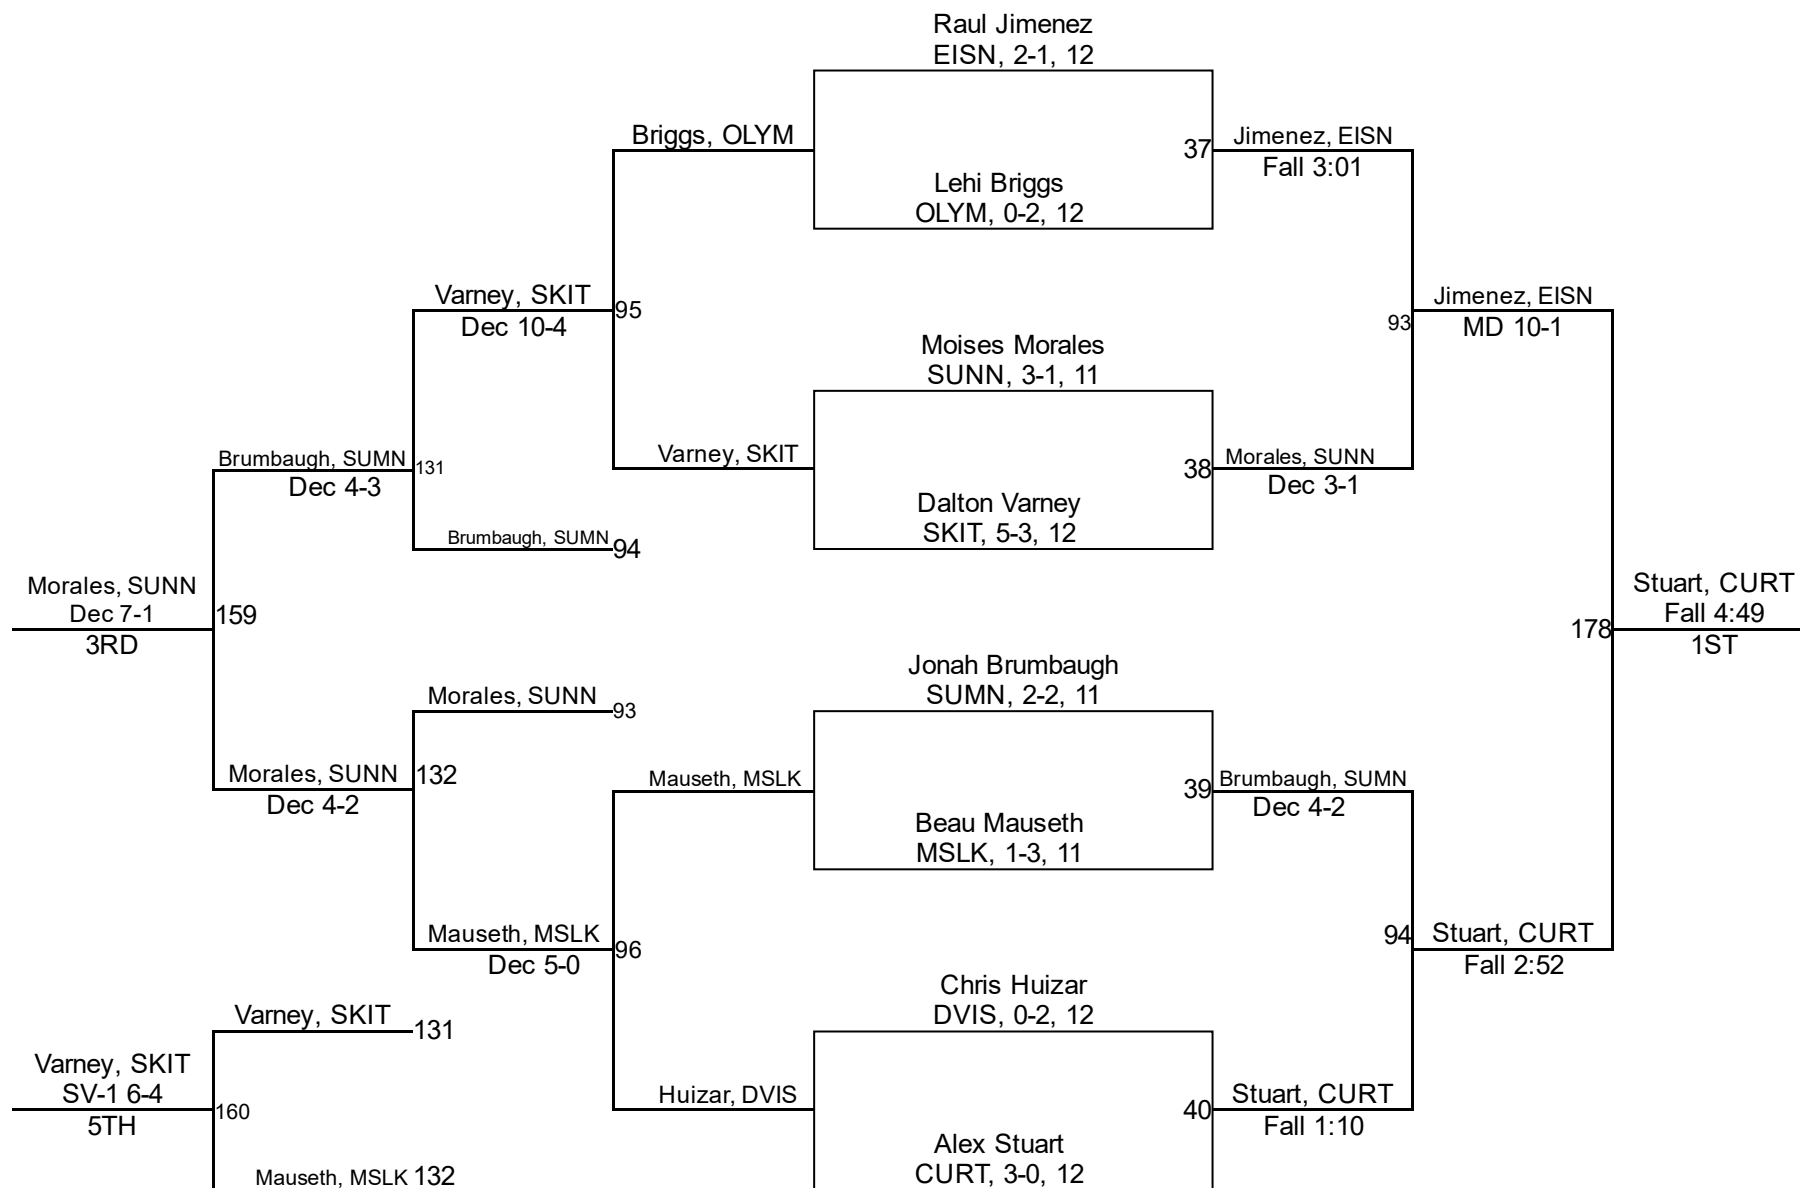 Raul Jimenez
EISN, 2-1, 12
Briggs, OLYM
37
Jimenez, EISN
Fall 3:01
Lehi Briggs
OLYM, 0-2, 12
Varney, SKIT
Dec 10-4
95
Jimenez, EISN
MD 10-1
93
Moises Morales
SUNN, 3-1, 11
Brumbaugh, SUMN
Dec 4-3
131
Varney, SKIT
38
Morales, SUNN
Dec 3-1
Dalton Varney
SKIT, 5-3, 12
Brumbaugh, SUMN
94
Morales, SUNN
Dec 7-1
3RD
159
178
Stuart, CURT
Fall 4:49
1ST
Jonah Brumbaugh
SUMN, 2-2, 11
Morales, SUNN
93
Morales, SUNN
Dec 4-2
132
Mauseth, MSLK
39
Brumbaugh, SUMN
Dec 4-2
Beau Mauseth
MSLK, 1-3, 11
Mauseth, MSLK
Dec 5-0
96
94
Stuart, CURT
Fall 2:52
Chris Huizar
DVIS, 0-2, 12
Varney, SKIT
131
Varney, SKIT
SV-1 6-4
5TH
160
Huizar, DVIS
40
Stuart, CURT
Fall 1:10
Alex Stuart
CURT, 3-0, 12
Mauseth, MSLK
132